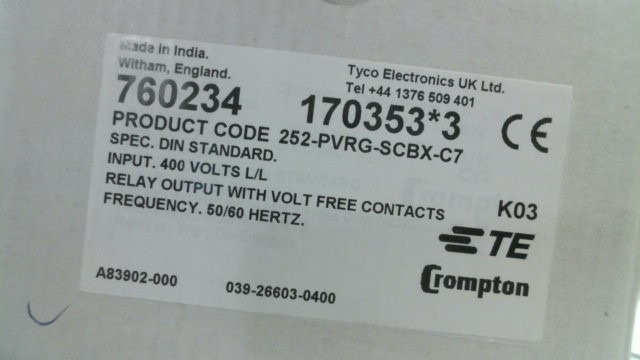 Made in India.
Witham, England.
Tyco Electronics UK Ltd.
Tel +44 1376 509 401
760234
170353*3
CE
PRODUCT CODE 252-PVRG-SCBX-C7
SPEC. DIN STANDARD.
INPUT. 400 VOLTS L/L
RELAY OUTPUT WITH VOLT FREE CONTACTS
K03
FREQUENCY. 50/60 HERTZ.
TE
Crompton
A83902-000
039-26603-0400